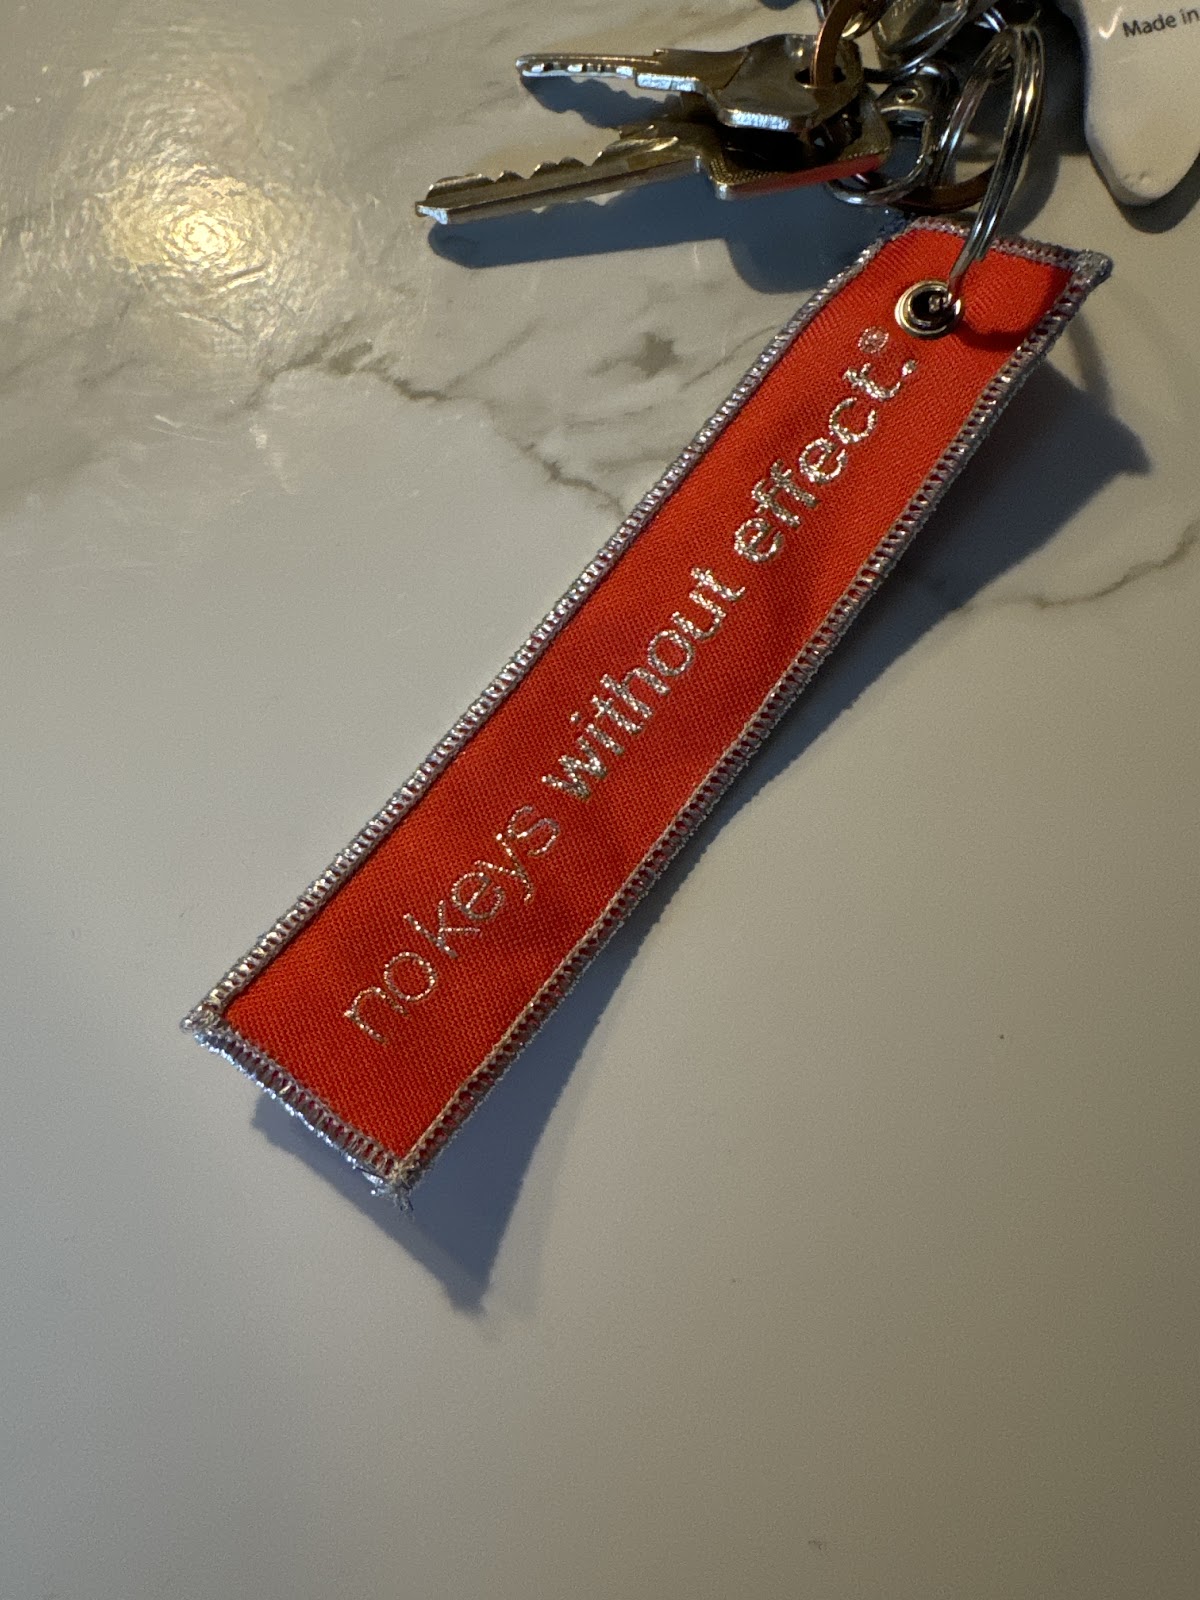 Made in
no keys without effect.®